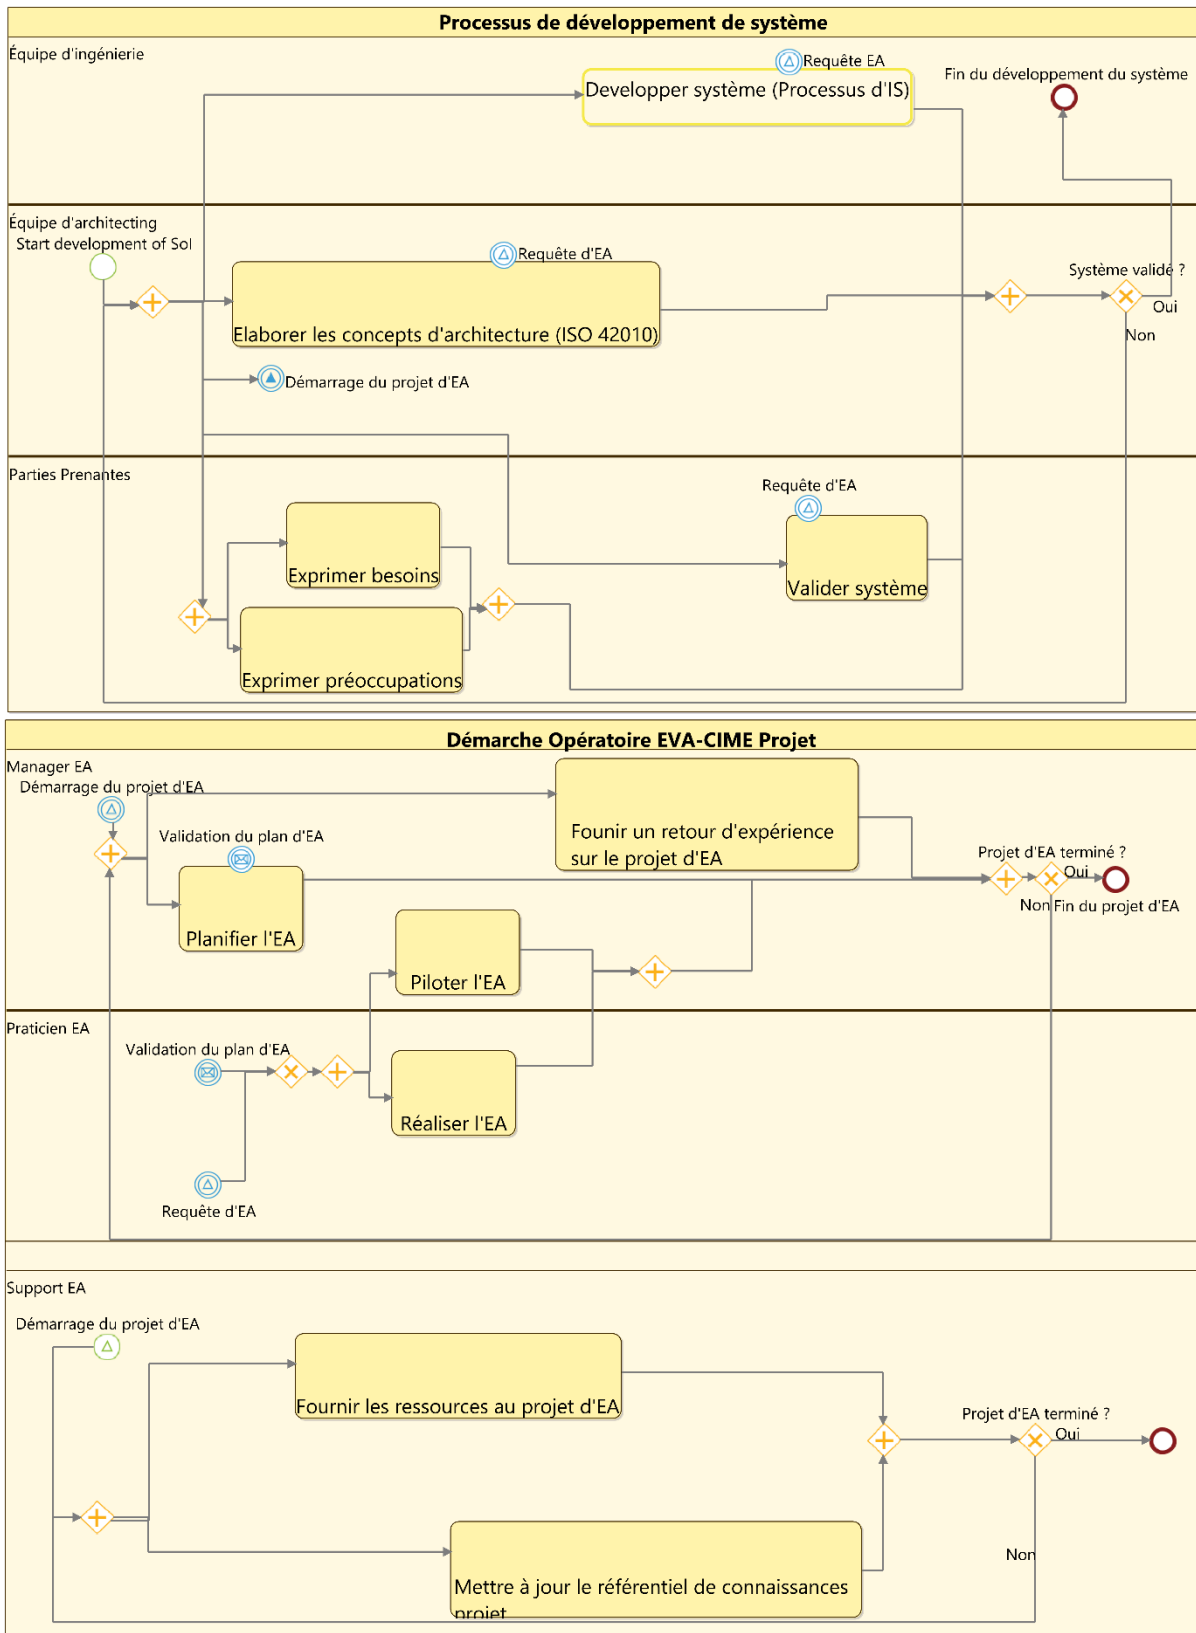 Processus de développement de système
Équipe d'ingénierie
Requête EA
Developper système (Processus d'IS)
Fin du développement du système
Équipe d'architecting
Start development of SoI
Requête d'EA
Elaborer les concepts d'architecture (ISO 42010)
Système validé ?
Oui
Non
Démarrage du projet d'EA
Parties Prenantes
Requête d'EA
Exprimer besoins
Valider système
Exprimer préoccupations
Démarche Opératoire EVA-CIME Projet
Manager EA
Démarrage du projet d'EA
Validation du plan d'EA
Founir un retour d'expérience
sur le projet d'EA
Projet d'EA terminé ?
Oui
Non
Fin du projet d'EA
Planifier l'EA
Piloter l'EA
Praticien EA
Validation du plan d'EA
Réaliser l'EA
Requête d'EA
Support EA
Démarrage du projet d'EA
Fournir les ressources au projet d'EA
Projet d'EA terminé ?
Oui
Non
Mettre à jour le référentiel de connaissances
projet